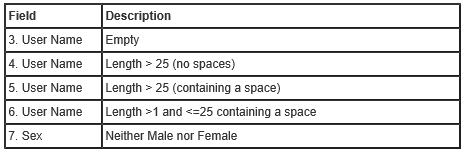 Field Description
3. User Name Empty
4. User Name Length > 25 (no spaces)
5. User Name Length > 25 (containing a space)
6. User Name Length >1 and <=25 containing a space
7. Sex Neither Male nor Female